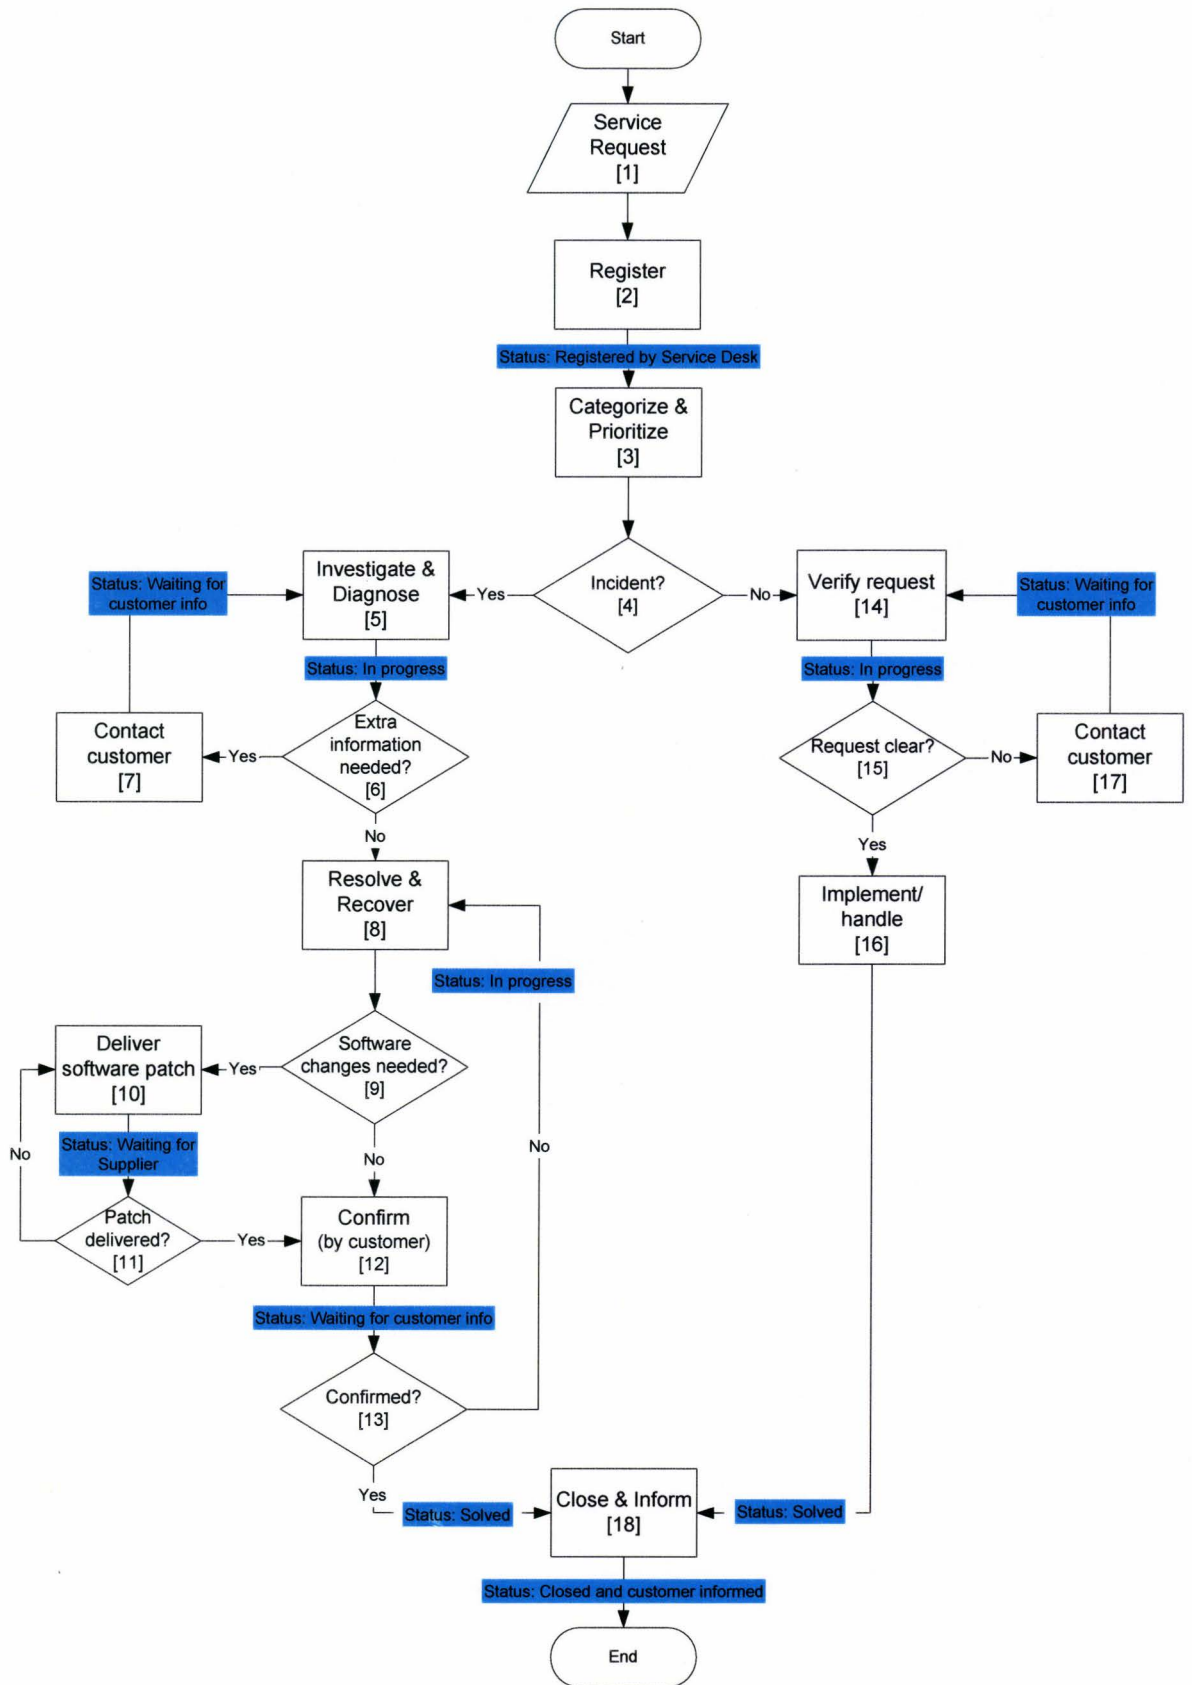 Start
Service
Request
[1]
Register
[2]
Status: Registered by Service Desk
Categorize &
Prioritize
[3]
Incident?
[4]
Yes
No
Investigate &
Diagnose
[5]
Status: Waiting for
customer info
Status: In progress
Extra
information
needed?
[6]
Yes
Contact
customer
[7]
No
Resolve &
Recover
[8]
Status: In progress
Software
changes needed?
[9]
Yes
Deliver
software patch
[10]
Status: Waiting for
Supplier
No
Patch
delivered?
[11]
Yes
No
Confirm
(by customer)
[12]
Status: Waiting for customer info
Confirmed?
[13]
No
Yes
Status: Solved
Verify request
[14]
Status: Waiting for
customer info
Status: In progress
Request clear?
[15]
No
Contact
customer
[17]
Yes
Implement/
handle
[16]
Status: Solved
Close & Inform
[18]
Status: Closed and customer informed
End